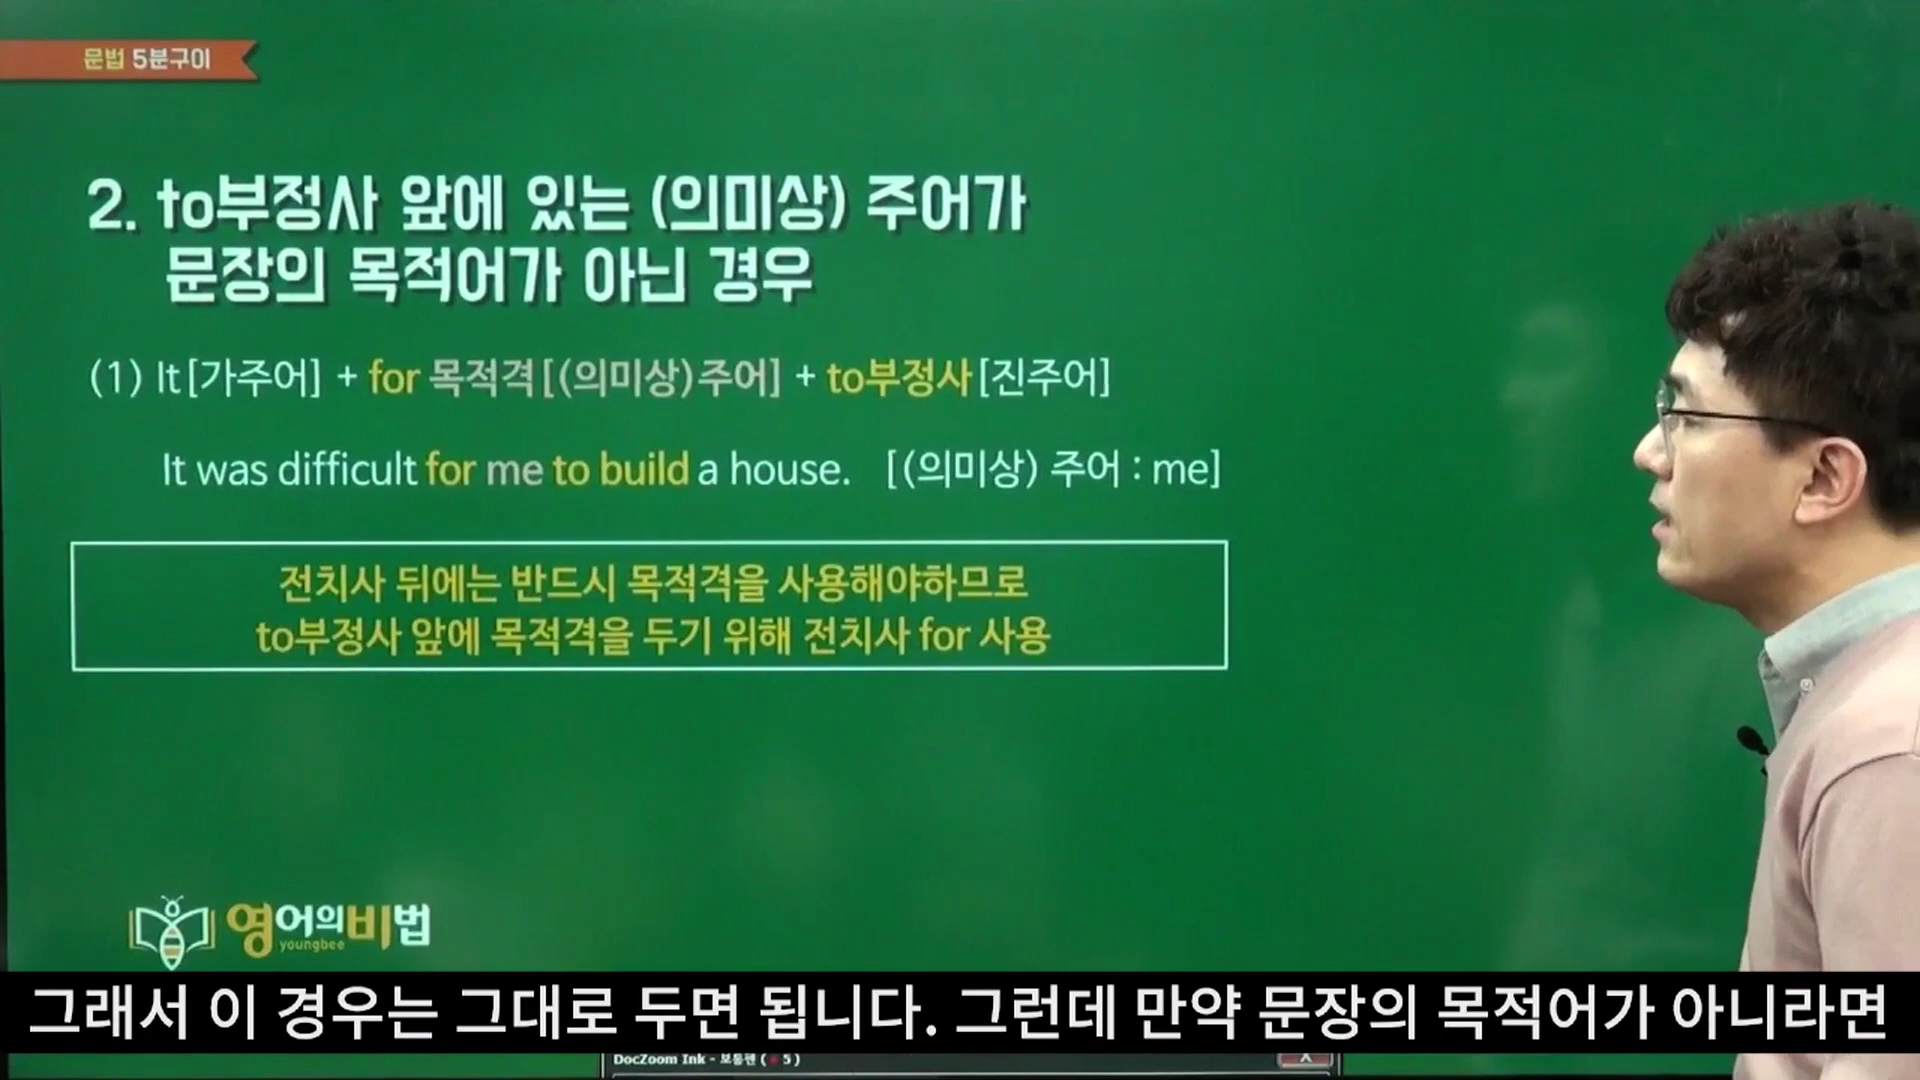 문법 5분구이
2. to부정사 앞에 있는 (의미상) 주어가
문장의 목적어가 아닌 경우
(1) It[가주어] + for 목적격[(의미상)주어] + to부정사[진주어]
It was difficult for me to build a house. [(의미상) 주어 : me]
전치사 뒤에는 반드시 목적격을 사용해야하므로
to부정사 앞에 목적격을 두기 위해 전치사 for 사용
영어의비법
youngbee
그래서 이 경우는 그대로 두면 됩니다. 그런데 만약 문장의 목적어가 아니라면
DocZoom Ink - 보통펜 ( 5 )
X